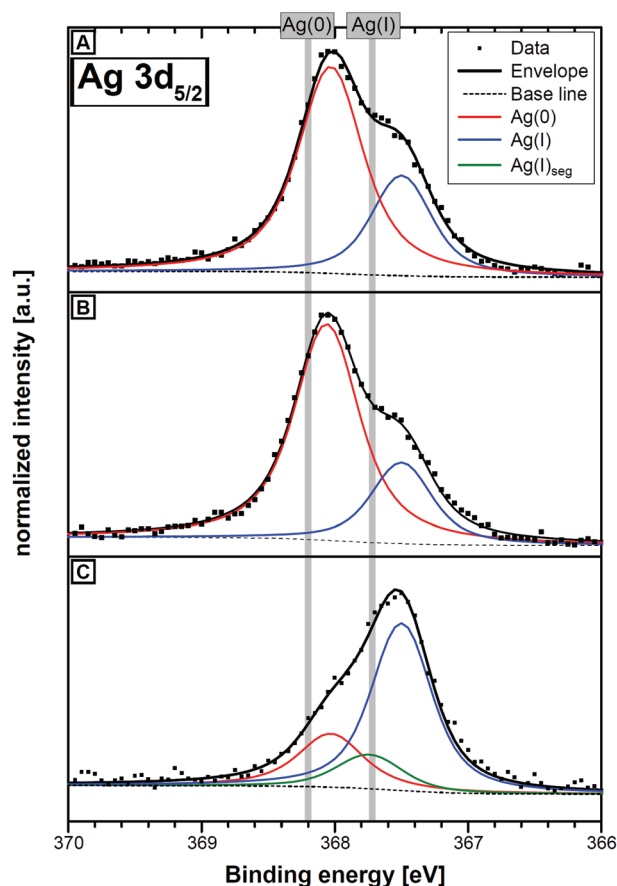 Ag(0) Ag(I)
A
Ag 3d5/2
Data
Envelope
Base line
Ag(0)
Ag(I)
Ag(I)seg
B
C
normalized intensity [a.u.]
370 369 368 367 366
Binding energy [eV]